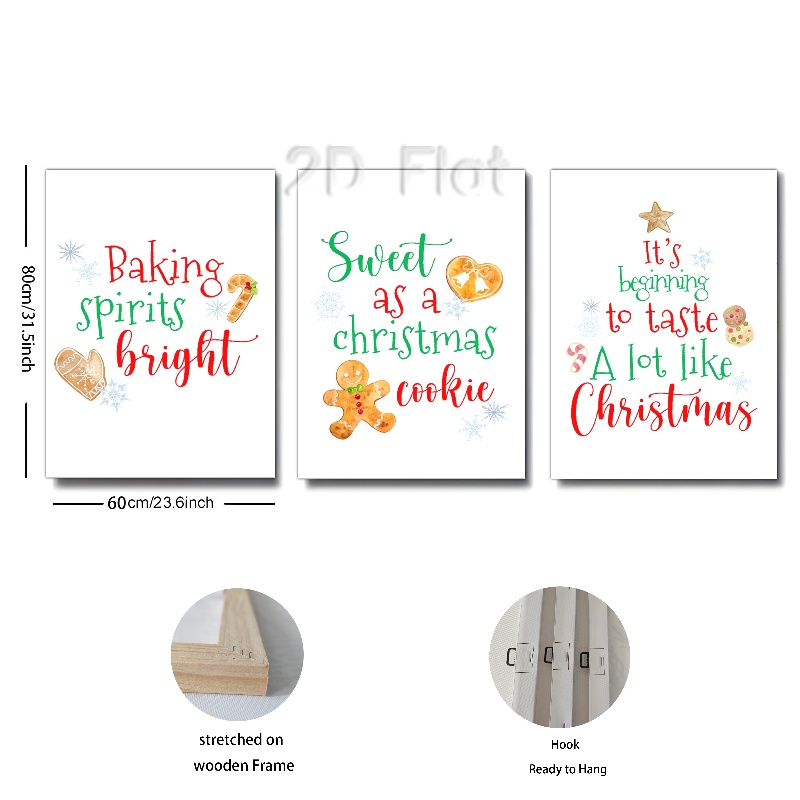 2D Flat
Baking
spirits
bright
Sweet
as a
christmas
cookie
It's
beginning
to taste
A lot like
Christmas
80cm/31.5inch
60cm/23.6inch
stretched on
wooden Frame
Hook
Ready to Hang